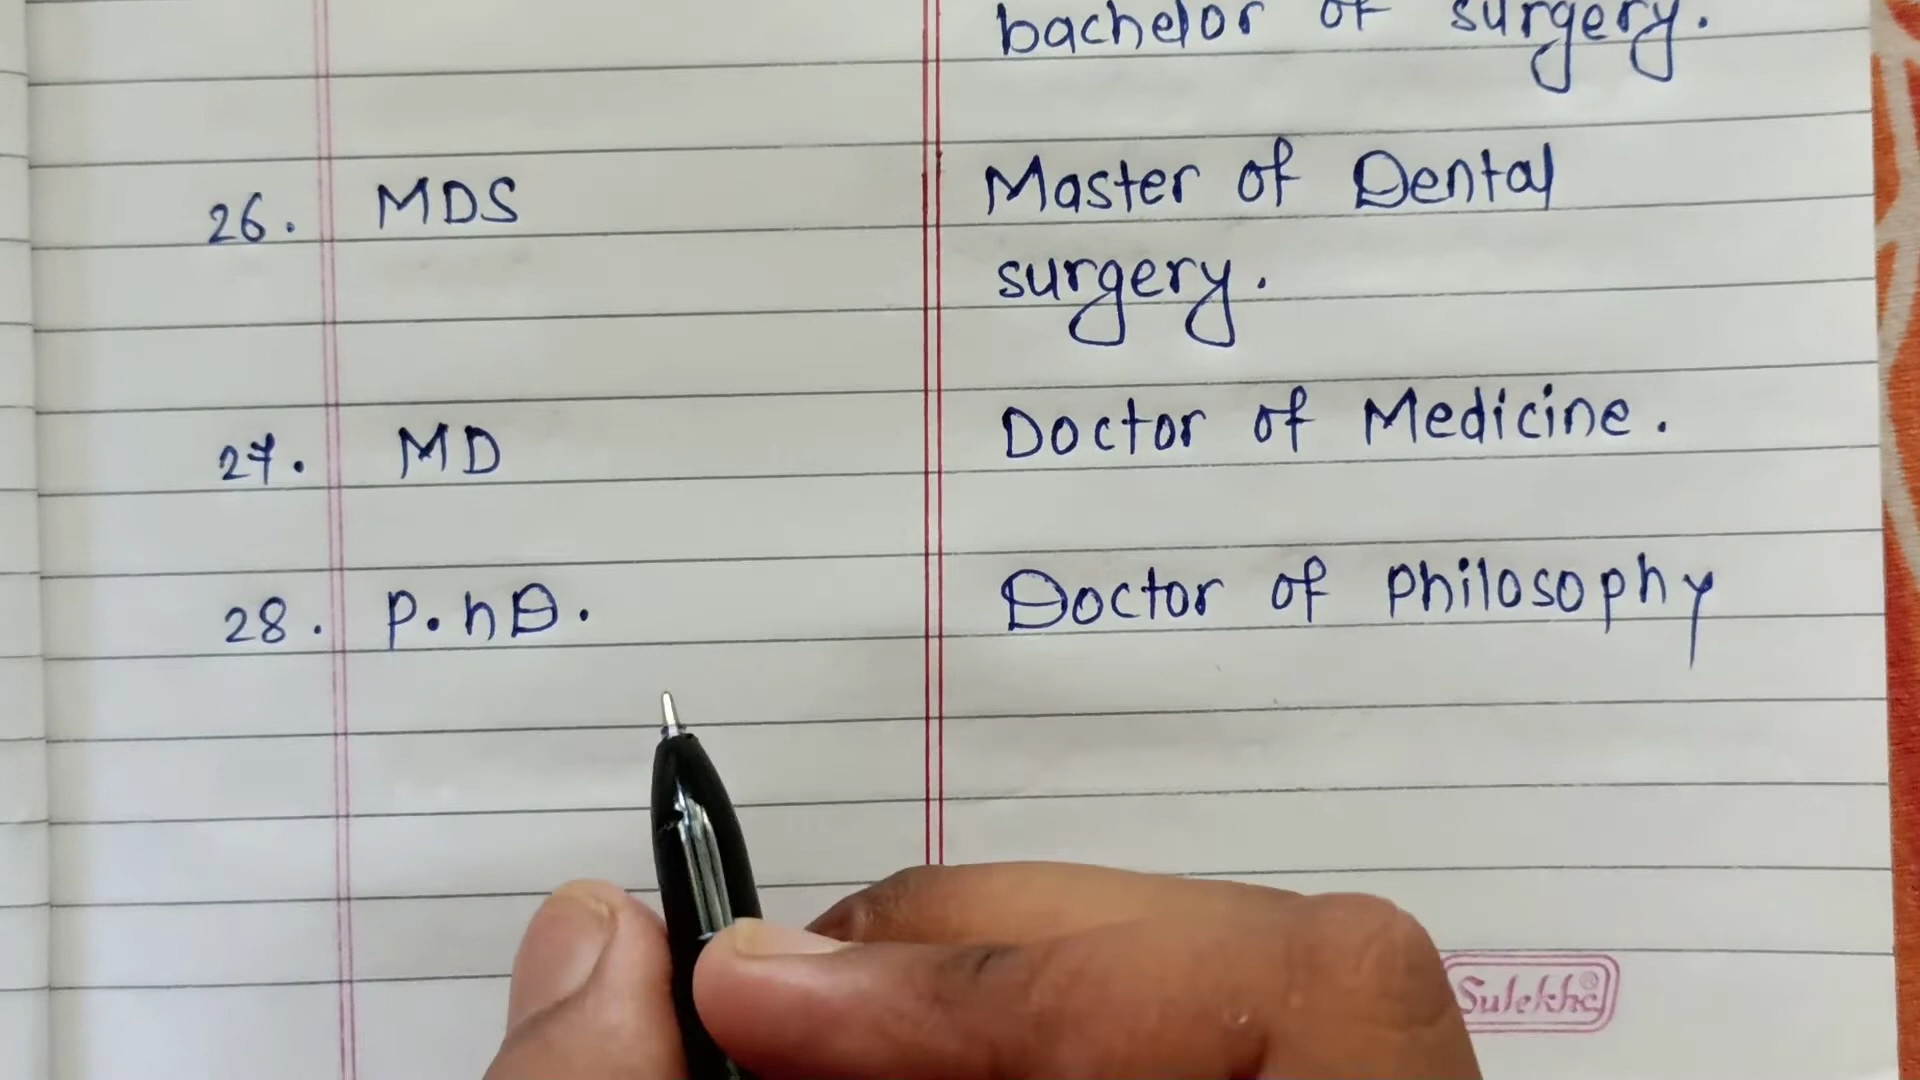 bachelor of surgery.
26. MDS Master of Dental
surgery.
27. MD Doctor of Medicine.
28. P.hD. Doctor of Philosophy
Sulekha